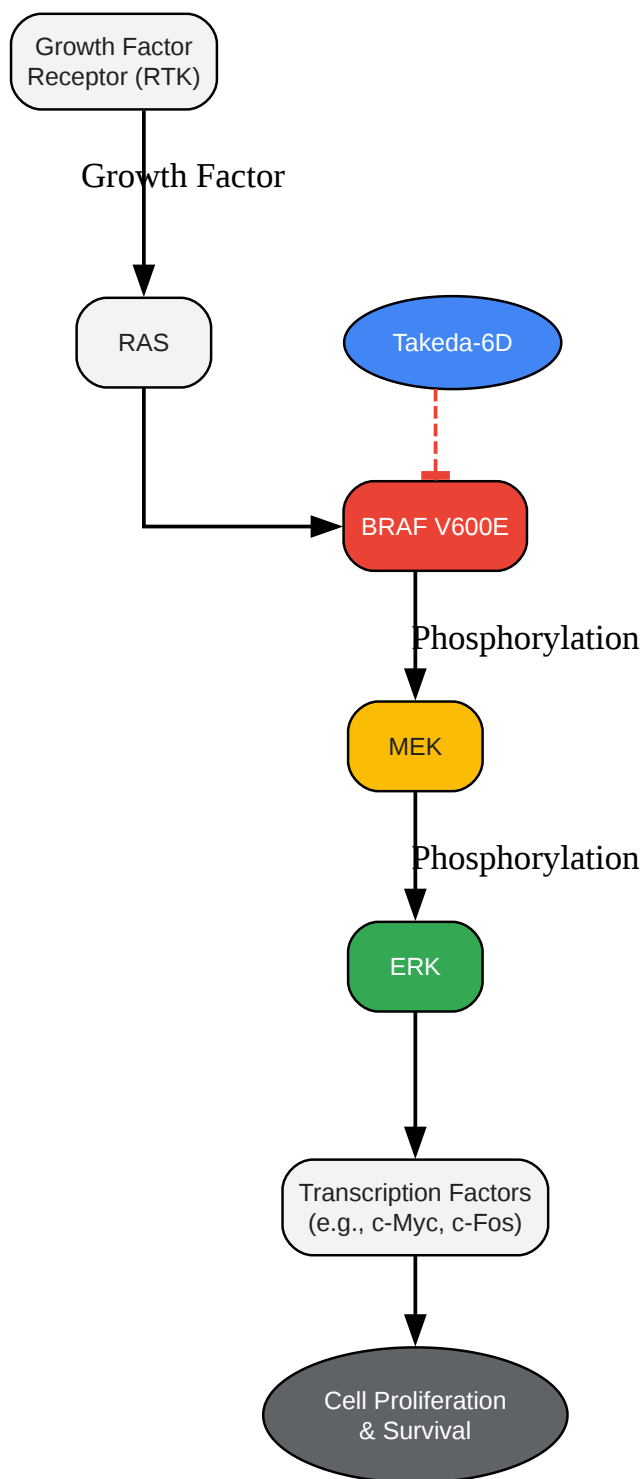 Growth Factor
Receptor (RTK)
Growth Factor
RAS
Takeda-6D
BRAF V600E
Phosphorylation
MEK
Phosphorylation
ERK
Transcription Factors
(e.g., c-Myc, c-Fos)
Cell Proliferation
& Survival